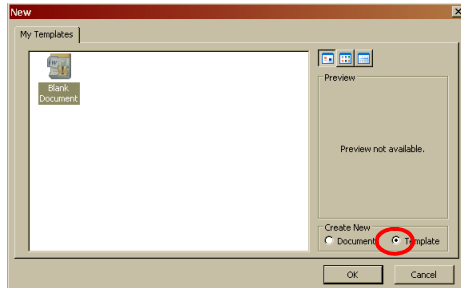 New
My Templates
Blank
Document
Preview
Preview not available.
Create New
Document
Template
OK
Cancel